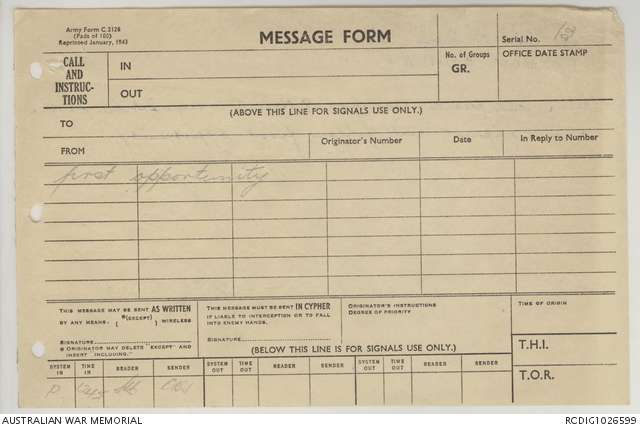 Army Form C.2128
(Pads of 100)
Reprinted January, 1943
MESSAGE FORM
Serial No.
CALL AND INSTRUC-TIONS
IN
OUT
No. of Groups
GR.
OFFICE DATE STAMP
(ABOVE THIS LINE FOR SIGNALS USE ONLY.)
TO
FROM
Originator's Number
Date
In Reply to Number
first opportunity
THIS MESSAGE MAY BE SENT AS WRITTEN
BY ANY MEANS. *(EXCEPT) WIRELESS
SIGNATURE
* ORIGINATOR MAY DELETE "EXCEPT" AND INSERT "INCLUDING."
THIS MESSAGE MUST BE SENT IN CYPHER
IF LIABLE TO INTERCEPTION OR TO FALL INTO ENEMY HANDS.
SIGNATURE
ORIGINATOR'S INSTRUCTIONS
DEGREE OF PRIORITY
TIME OF ORIGIN
T.H.I.
T.O.R.
(BELOW THIS LINE IS FOR SIGNALS USE ONLY.)
SYSTEM IN
TIME IN
READER
SENDER
SYSTEM OUT
TIME OUT
READER
SENDER
SYSTEM OUT
TIME OUT
READER
SENDER
P
AUSTRALIAN WAR MEMORIAL
RCDIG1026599